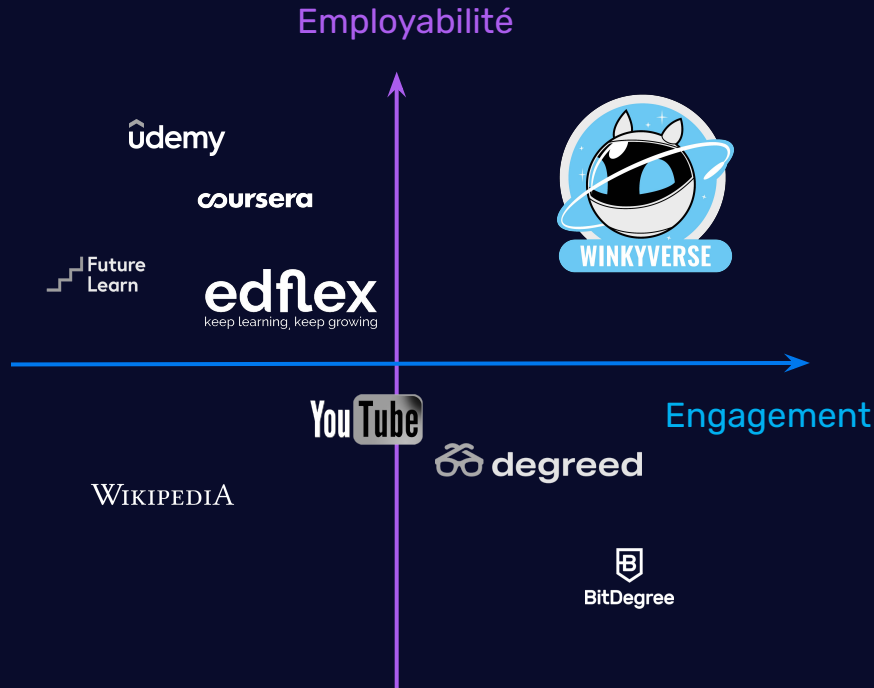 Employabilité
udemy
coursera
Future
Learn
edflex
keep learning, keep growing
WINKYVERSE
Engagement
YouTube
degreed
WIKIPEDIA
B
BitDegree